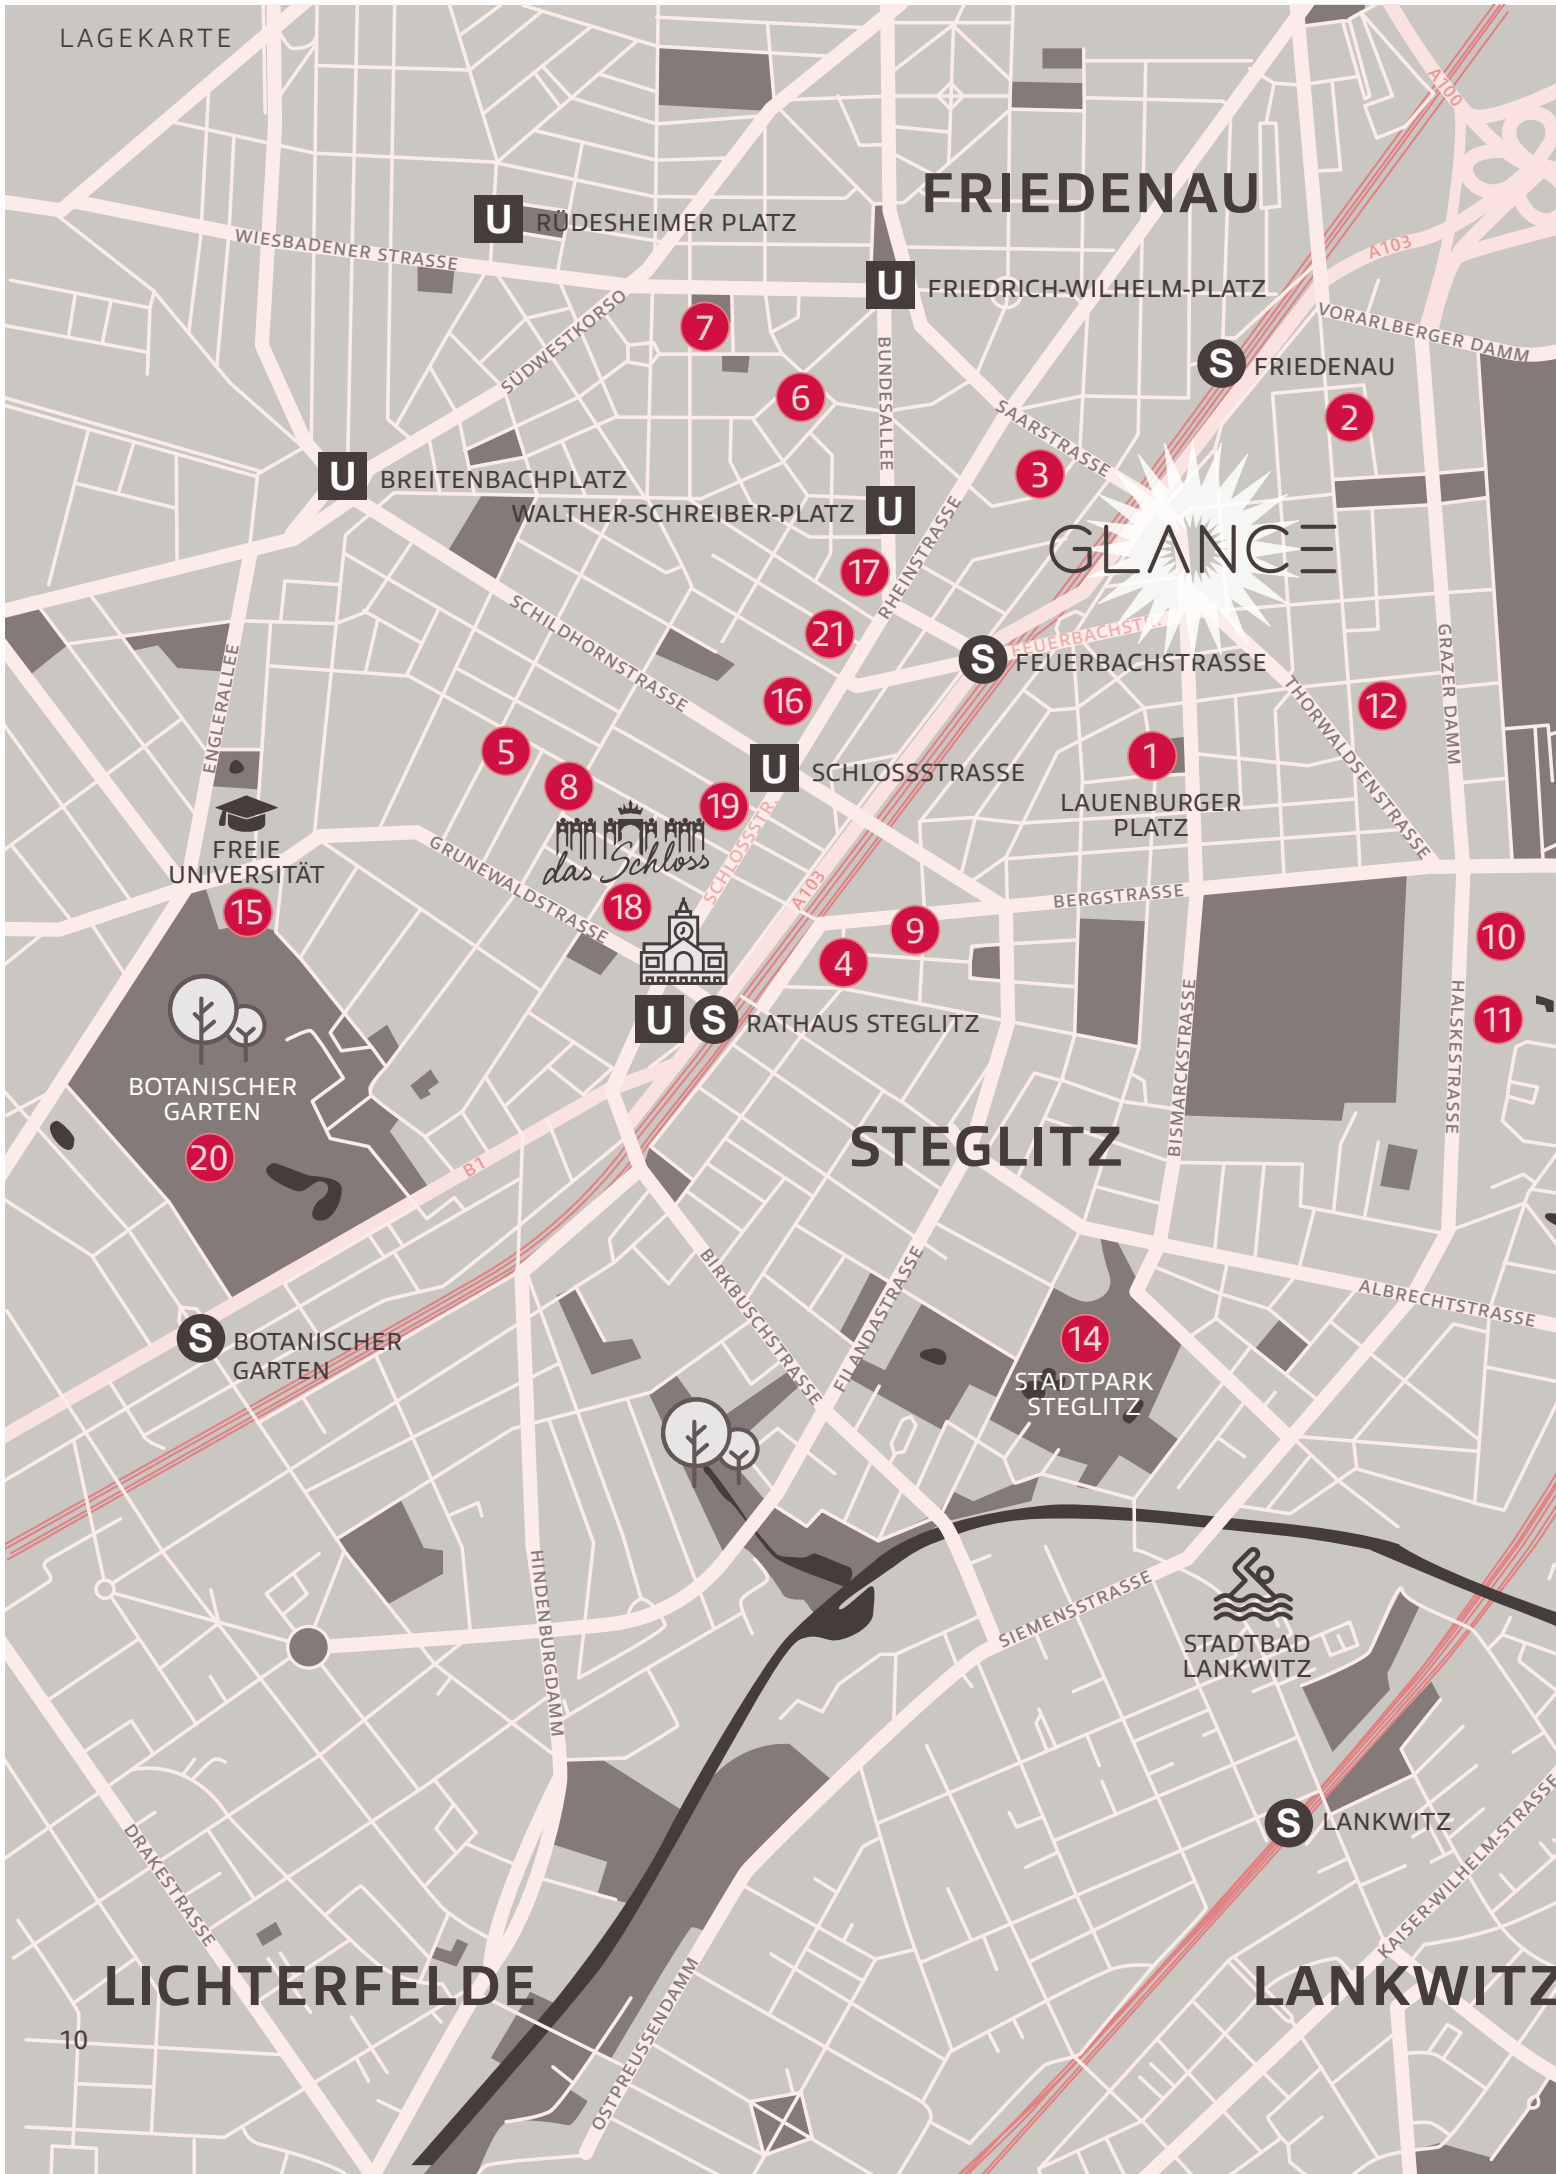 LAGEKARTE
A100
FRIEDENAU
U RÜDESHEIMER PLATZ
WIESBADENER STRASSE
A103
U FRIEDRICH-WILHELM-PLATZ
SÜDWESTKORSO
7
VORARLBERGER DAMM
BUNDESALLEE
S FRIEDENAU
6
2
SAARSTRASSE
3
U BREITENBACHPLATZ
WALTHER-SCHREIBER-PLATZ U
GLANCE
RHEINSTRASSE
17
SCHILDHORNSTRASSE
21
FEUERBACHSTR.
S FEUERBACHSTRASSE
GRAZER DAMM
ENGLERALLEE
16
12
THORWALDSENSTRASSE
5
1
U SCHLOSSSTRASSE
8
19
LAUENBURGER
PLATZ
das Schloss
SCHLOSSSTR.
FREIE
UNIVERSITÄT
GRUNEWALDSTRASSE
A103
BERGSTRASSE
15
18
9
10
4
HALSKESTRASSE
BISMARCKSTRASSE
11
U S RATHAUS STEGLITZ
BOTANISCHER
GARTEN
20
STEGLITZ
B1
BIRKBUSCHSTRASSE
FILANDASTRASSE
ALBRECHTSTRASSE
S BOTANISCHER
GARTEN
14
STADTPARK
STEGLITZ
HINDENBURGDAMM
SIEMENSSTRASSE
STADTBAD
LANKWITZ
S LANKWITZ
KAISER-WILHELM-STRASSE
DRAKESTRASSE
LICHTERFELDE
LANKWITZ
OSTPREUSSENDAMM
10